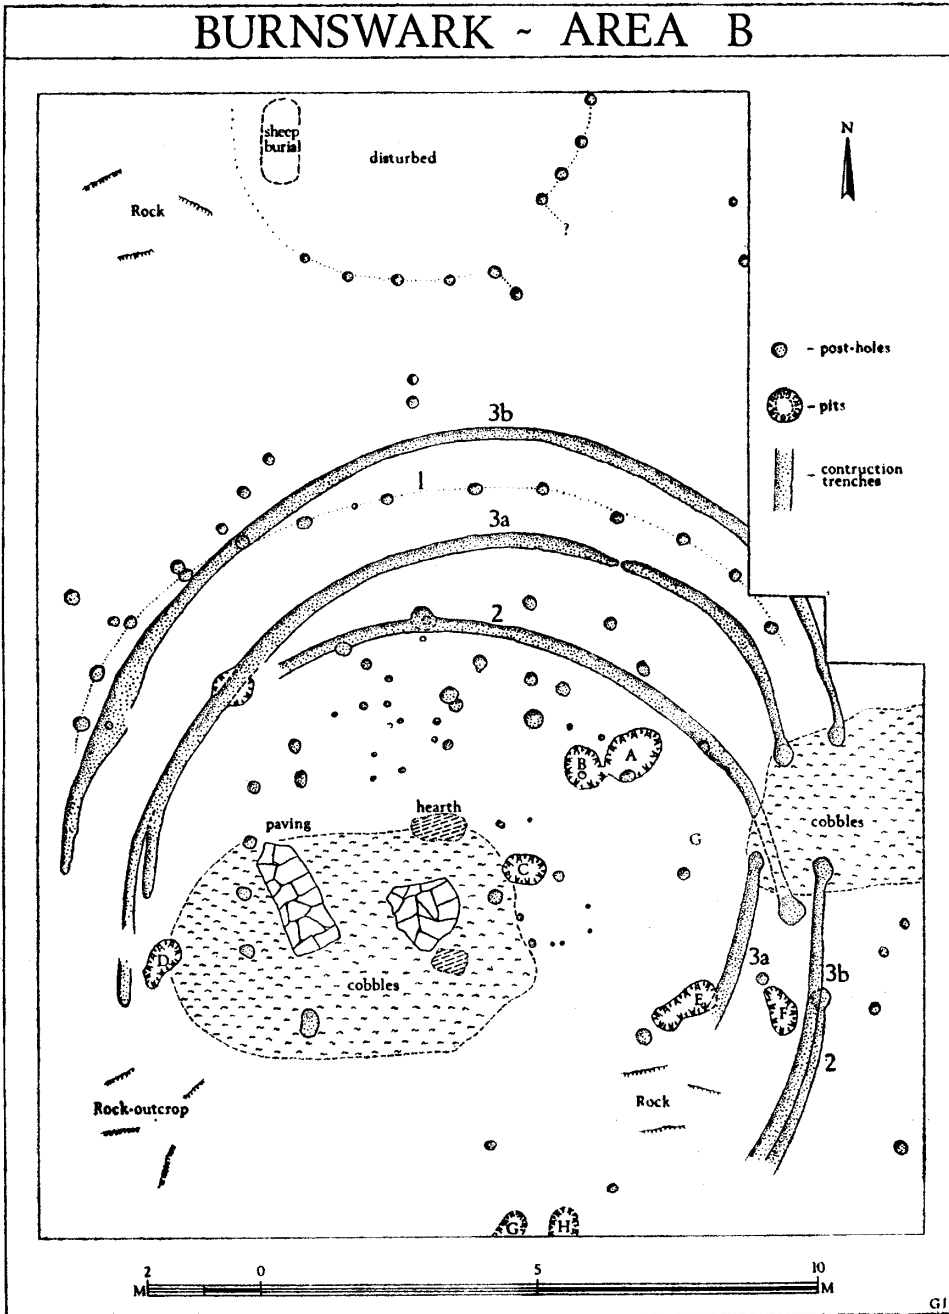 BURNSWARK ~ AREA B
sheep
burial
disturbed
N
Rock
?
- post-holes
- pits
- contruction
trenches
3b
1
3a
2
A
B
hearth
paving
G
cobbles
C
D
cobbles
3a
3b
E
F
2
Rock-outcrop
Rock
G
H
2
0
5
10
M
M
GJ